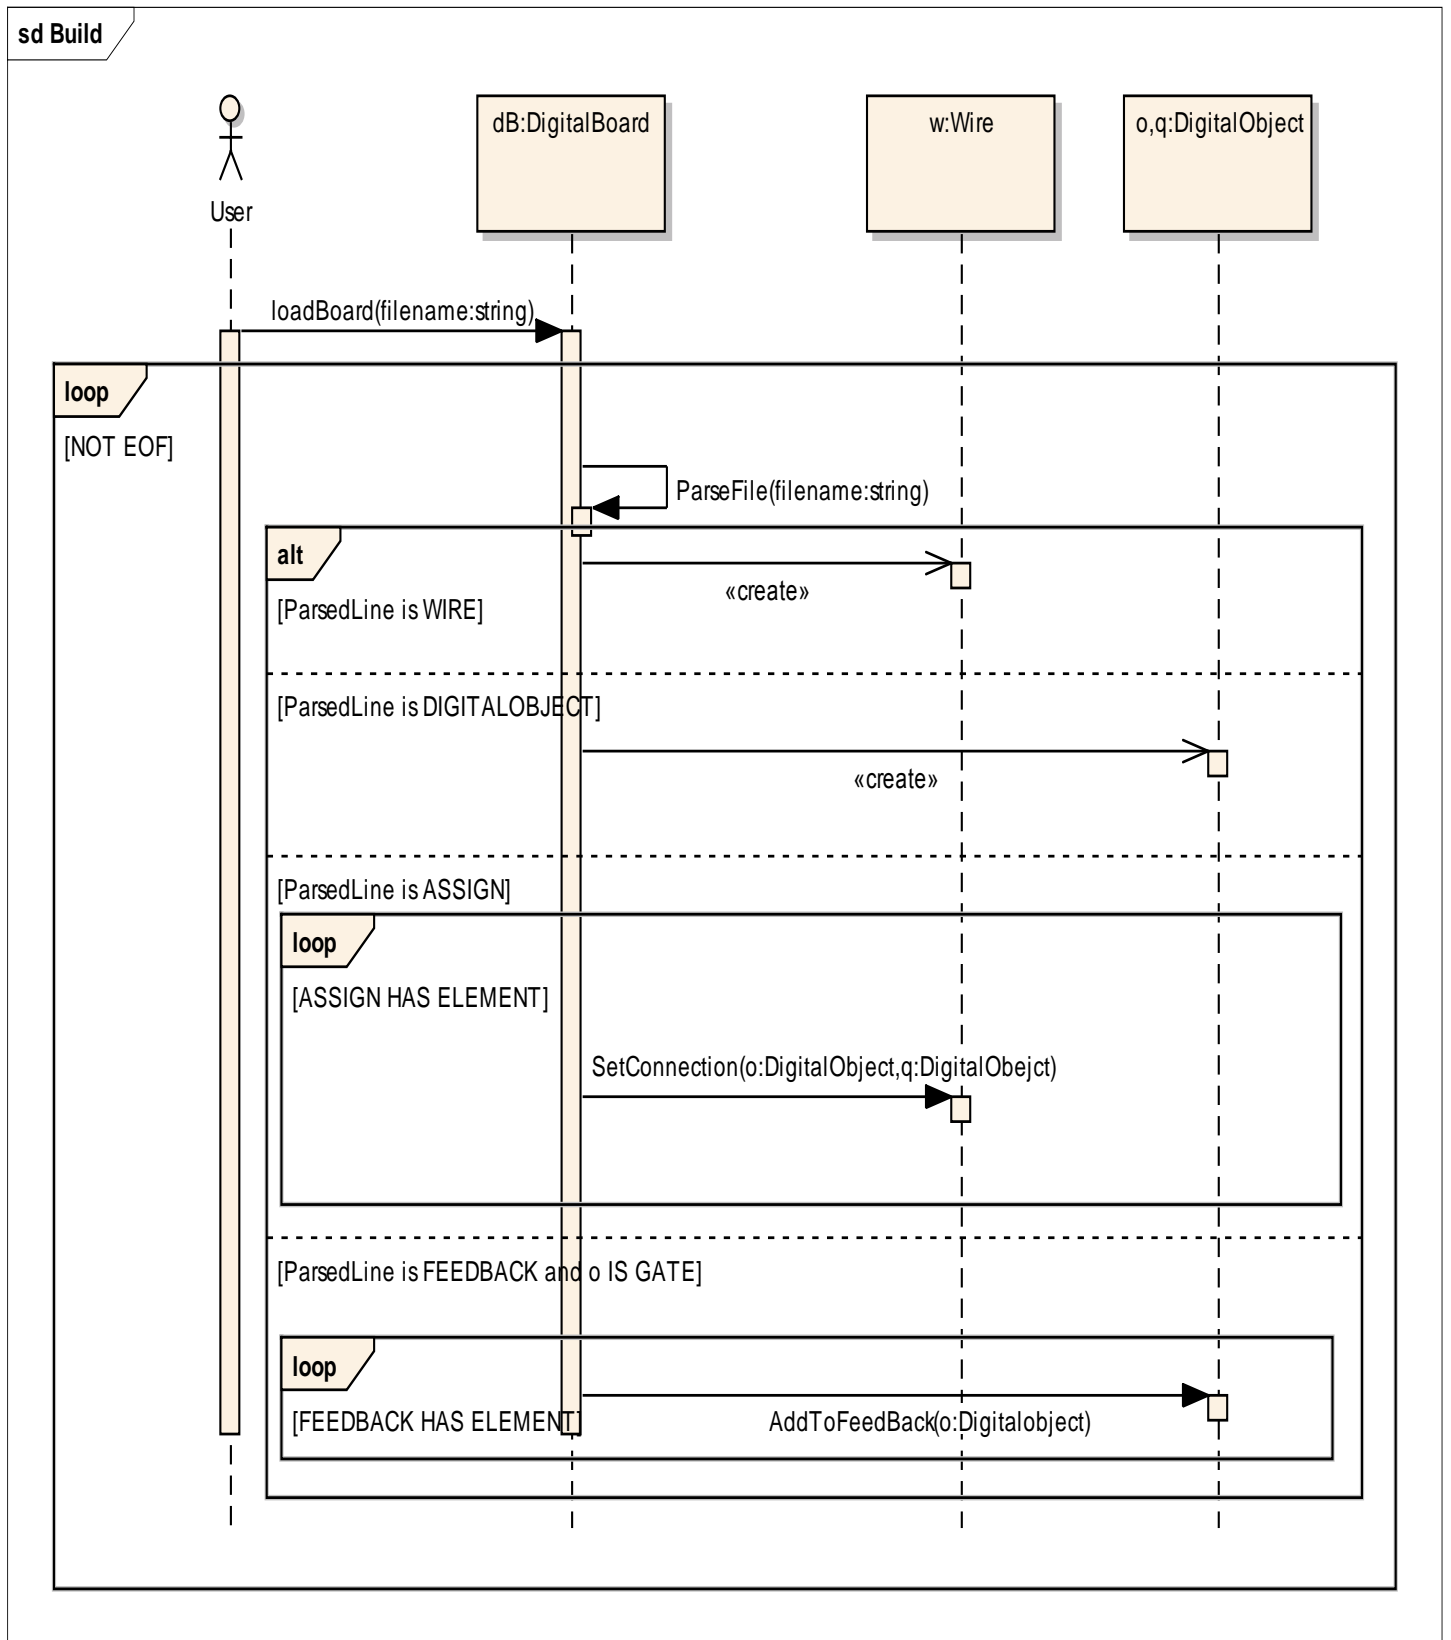 sd Build
dB:DigitalBoard
w:Wire
o,q:DigitalObject
User
loadBoard(filename:string)
loop
[NOT EOF]
ParseFile(filename:string)
alt
«create»
[ParsedLine is WIRE]
[ParsedLine is DIGITALOBJECT]
«create»
[ParsedLine is ASSIGN]
loop
[ASSIGN HAS ELEMENT]
SetConnection(o:DigitalObject,q:DigitalObejct)
[ParsedLine is FEEDBACK and o IS GATE]
loop
[FEEDBACK HAS ELEMENT]
AddToFeedBack(o:Digitalobject)